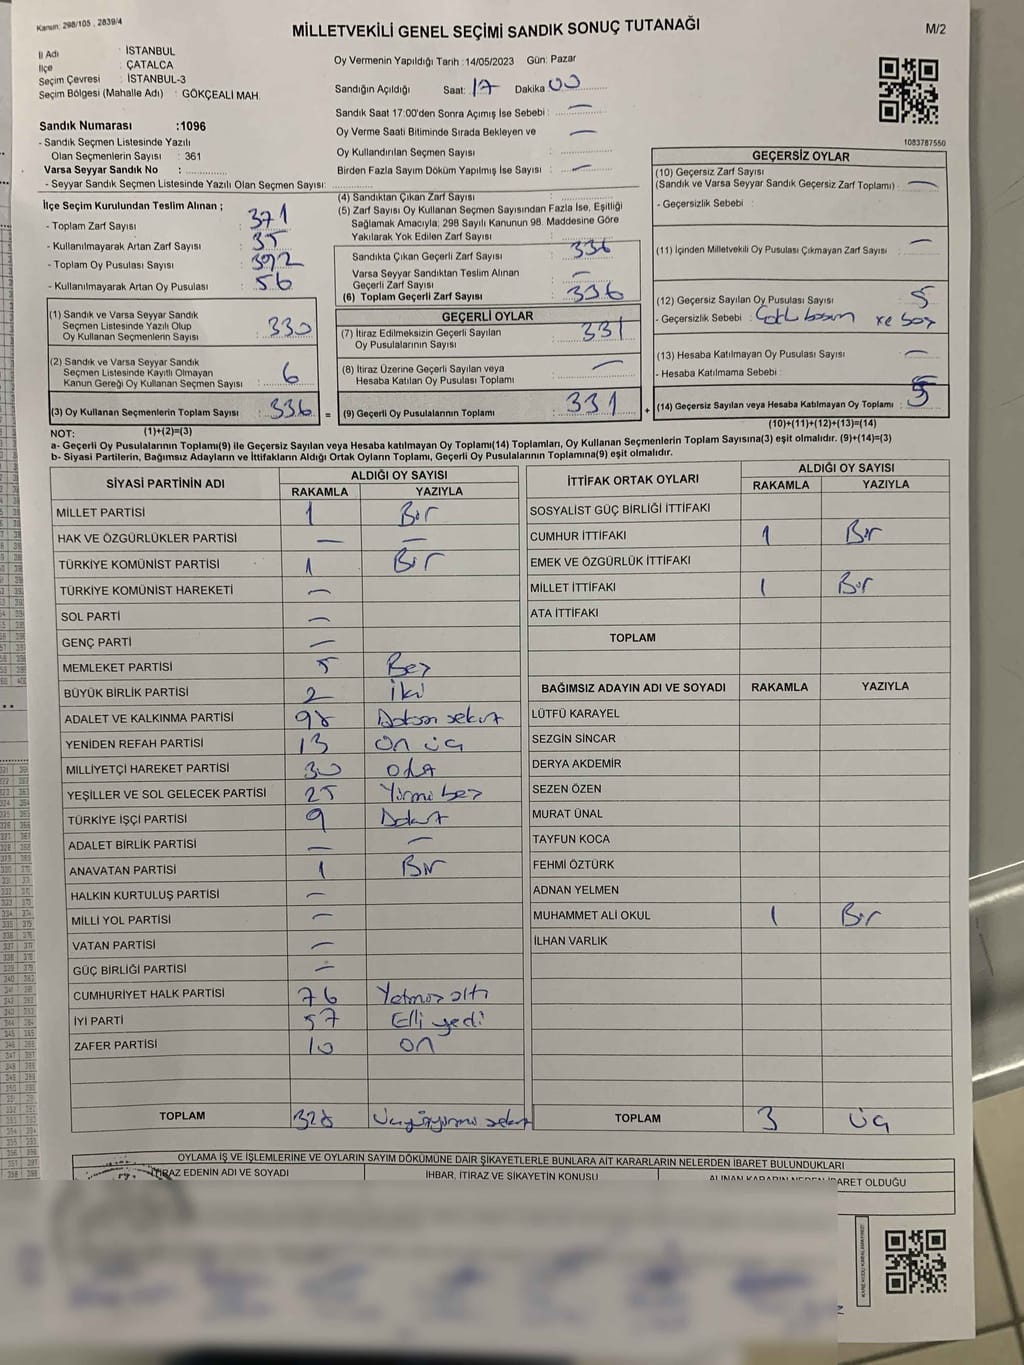 Kanun: 298/105 , 2839/4
MİLLETVEKİLİ GENEL SEÇİMİ SANDIK SONUÇ TUTANAĞI
M/2
İl Adı : İSTANBUL
İlçe : ÇATALCA
Seçim Çevresi : İSTANBUL-3
Seçim Bölgesi (Mahalle Adı) : GÖKÇEALİ MAH.
Sandık Numarası :1096
- Sandık Seçmen Listesinde Yazılı
Olan Seçmenlerin Sayısı : 361
Varsa Seyyar Sandık No :
- Seyyar Sandık Seçmen Listesinde Yazılı Olan Seçmen Sayısı:
Oy Vermenin Yapıldığı Tarih :14/05/2023 Gün: Pazar
Sandığın Açıldığı Saat: 17 Dakika 00
Sandık Saat 17:00'den Sonra Açımış İse Sebebi : —
Oy Verme Saati Bitiminde Sırada Bekleyen ve —
Oy Kullandırılan Seçmen Sayısı :
Birden Fazla Sayım Döküm Yapılmış İse Sayısı : —
1083787550
İlçe Seçim Kurulundan Teslim Alınan ;
- Toplam Zarf Sayısı : 371
- Kullanılmayarak Artan Zarf Sayısı : 35
- Toplam Oy Pusulası Sayısı : 392
- Kullanılmayarak Artan Oy Pusulası : 56
(1) Sandık ve Varsa Seyyar Sandık
Seçmen Listesinde Yazılı Olup
Oy Kullanan Seçmenlerin Sayısı : 330
(2) Sandık ve Varsa Seyyar Sandık
Seçmen Listesinde Kayıtlı Olmayan
Kanun Gereği Oy Kullanan Seçmen Sayısı : 6
(3) Oy Kullanan Seçmenlerin Toplam Sayısı : 336 =
(1)+(2)=(3)
(4) Sandıktan Çıkan Zarf Sayısı :
(5) Zarf Sayısı Oy Kullanan Seçmen Sayısından Fazla İse, Eşitliği
Sağlamak Amacıyla; 298 Sayılı Kanunun 98. Maddesine Göre
Yakılarak Yok Edilen Zarf Sayısı :
Sandıkta Çıkan Geçerli Zarf Sayısı : 336
Varsa Seyyar Sandıktan Teslim Alınan
Geçerli Zarf Sayısı : —
(6) Toplam Geçerli Zarf Sayısı : 336
GEÇERLİ OYLAR
(7) İtiraz Edilmeksizin Geçerli Sayılan
Oy Pusulalarının Sayısı : 331
(8) İtiraz Üzerine Geçerli Sayılan veya
Hesaba Katılan Oy Pusulası Toplamı : —
(9) Geçerli Oy Pusulalarının Toplamı : 331 +
GEÇERSİZ OYLAR
(10) Geçersiz Zarf Sayısı
(Sandık ve Varsa Seyyar Sandık Geçersiz Zarf Toplamı) : —
- Geçersizlik Sebebi :
(11) İçinden Milletvekili Oy Pusulası Çıkmayan Zarf Sayısı : —
(12) Geçersiz Sayılan Oy Pusulası Sayısı : 5
- Geçersizlik Sebebi :
(13) Hesaba Katılmayan Oy Pusulası Sayısı : —
- Hesaba Katılmama Sebebi :
(14) Geçersiz Sayılan veya Hesaba Katılmayan Oy Toplamı : 5
(10)+(11)+(12)+(13)=(14)
NOT:
a- Geçerli Oy Pusulalarının Toplamı(9) ile Geçersiz Sayılan veya Hesaba katılmayan Oy Toplamı(14) Toplamları, Oy Kullanan Seçmenlerin Toplam Sayısına(3) eşit olmalıdır. (9)+(14)=(3)
b- Siyasi Partilerin, Bağımsız Adayların ve İttifakların Aldığı Ortak Oyların Toplamı, Geçerli Oy Pusulalarının Toplamına(9) eşit olmalıdır.
SİYASİ PARTİNİN ADI ALDIĞI OY SAYISI
RAKAMLA YAZIYLA
MİLLET PARTİSİ 1 Bir
HAK VE ÖZGÜRLÜKLER PARTİSİ — —
TÜRKİYE KOMÜNİST PARTİSİ 1 Bir
TÜRKİYE KOMÜNİST HAREKETİ —
SOL PARTİ —
GENÇ PARTİ —
MEMLEKET PARTİSİ 5 Beş
BÜYÜK BİRLİK PARTİSİ 2 İki
ADALET VE KALKINMA PARTİSİ 98 Doksan sekiz
YENİDEN REFAH PARTİSİ 13 On üç
MİLLİYETÇİ HAREKET PARTİSİ 30 otuz
YEŞİLLER VE SOL GELECEK PARTİSİ 25 Yirmi beş
TÜRKİYE İŞÇİ PARTİSİ 9 Dokuz
ADALET BİRLİK PARTİSİ — —
ANAVATAN PARTİSİ 1 Bir
HALKIN KURTULUŞ PARTİSİ —
MİLLİ YOL PARTİSİ —
VATAN PARTİSİ —
GÜÇ BİRLİĞİ PARTİSİ —
CUMHURİYET HALK PARTİSİ 76 Yetmiş altı
İYİ PARTİ 57 Elli yedi
ZAFER PARTİSİ 10 on
TOPLAM 328 Üçyüzyirmi sekiz
İTTİFAK ORTAK OYLARI ALDIĞI OY SAYISI
RAKAMLA YAZIYLA
SOSYALİST GÜÇ BİRLİĞİ İTTİFAKI
CUMHUR İTTİFAKI 1 Bir
EMEK VE ÖZGÜRLÜK İTTİFAKI
MİLLET İTTİFAKI 1 Bir
ATA İTTİFAKI
TOPLAM
BAĞIMSIZ ADAYIN ADI VE SOYADI RAKAMLA YAZIYLA
LÜTFÜ KARAYEL
SEZGİN SİNCAR
DERYA AKDEMİR
SEZEN ÖZEN
MURAT ÜNAL
TAYFUN KOCA
FEHMİ ÖZTÜRK
ADNAN YELMEN
MUHAMMET ALİ OKUL 1 Bir
İLHAN VARLIK
TOPLAM 3 üç
OYLAMA İŞ VE İŞLEMLERİNE VE OYLARIN SAYIM DÖKÜMÜNE DAİR ŞİKAYETLERLE BUNLARA AİT KARARLARIN NELERDEN İBARET BULUNDUKLARI
İTİRAZ EDENİN ADI VE SOYADI İHBAR, İTİRAZ VE ŞİKAYETİN KONUSU ALINAN KARARIN NEDEN İBARET OLDUĞU